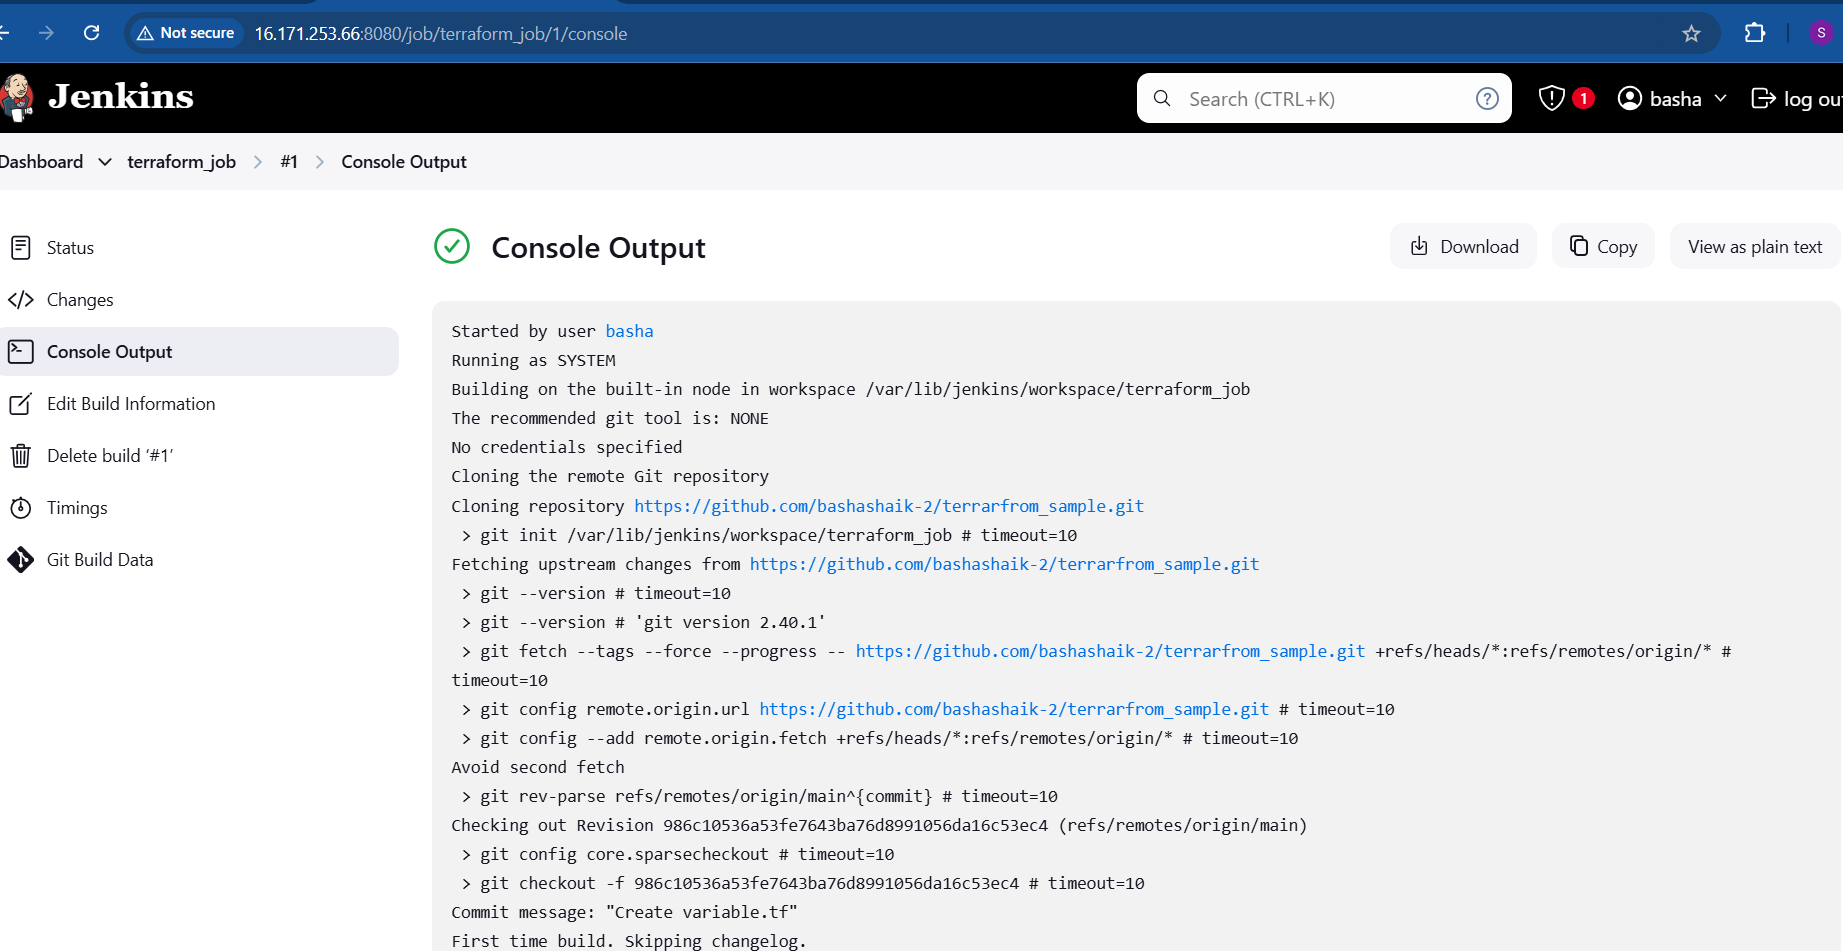 Not secure 16.171.253.66:8080/job/terraform_job/1/console S
Jenkins Search (CTRL+K) ? 1 basha log ou
Dashboard terraform_job #1 Console Output
Status
Changes
Console Output
Edit Build Information
Delete build ‘#1’
Timings
Git Build Data
Console Output Download Copy View as plain text
Started by user basha
Running as SYSTEM
Building on the built-in node in workspace /var/lib/jenkins/workspace/terraform_job
The recommended git tool is: NONE
No credentials specified
Cloning the remote Git repository
Cloning repository https://github.com/bashashaik-2/terrarfrom_sample.git
> git init /var/lib/jenkins/workspace/terraform_job # timeout=10
Fetching upstream changes from https://github.com/bashashaik-2/terrarfrom_sample.git
> git --version # timeout=10
> git --version # 'git version 2.40.1'
> git fetch --tags --force --progress -- https://github.com/bashashaik-2/terrarfrom_sample.git +refs/heads/*:refs/remotes/origin/* #
timeout=10
> git config remote.origin.url https://github.com/bashashaik-2/terrarfrom_sample.git # timeout=10
> git config --add remote.origin.fetch +refs/heads/*:refs/remotes/origin/* # timeout=10
Avoid second fetch
> git rev-parse refs/remotes/origin/main^{commit} # timeout=10
Checking out Revision 986c10536a53fe7643ba76d8991056da16c53ec4 (refs/remotes/origin/main)
> git config core.sparsecheckout # timeout=10
> git checkout -f 986c10536a53fe7643ba76d8991056da16c53ec4 # timeout=10
Commit message: "Create variable.tf"
First time build. Skipping changelog.